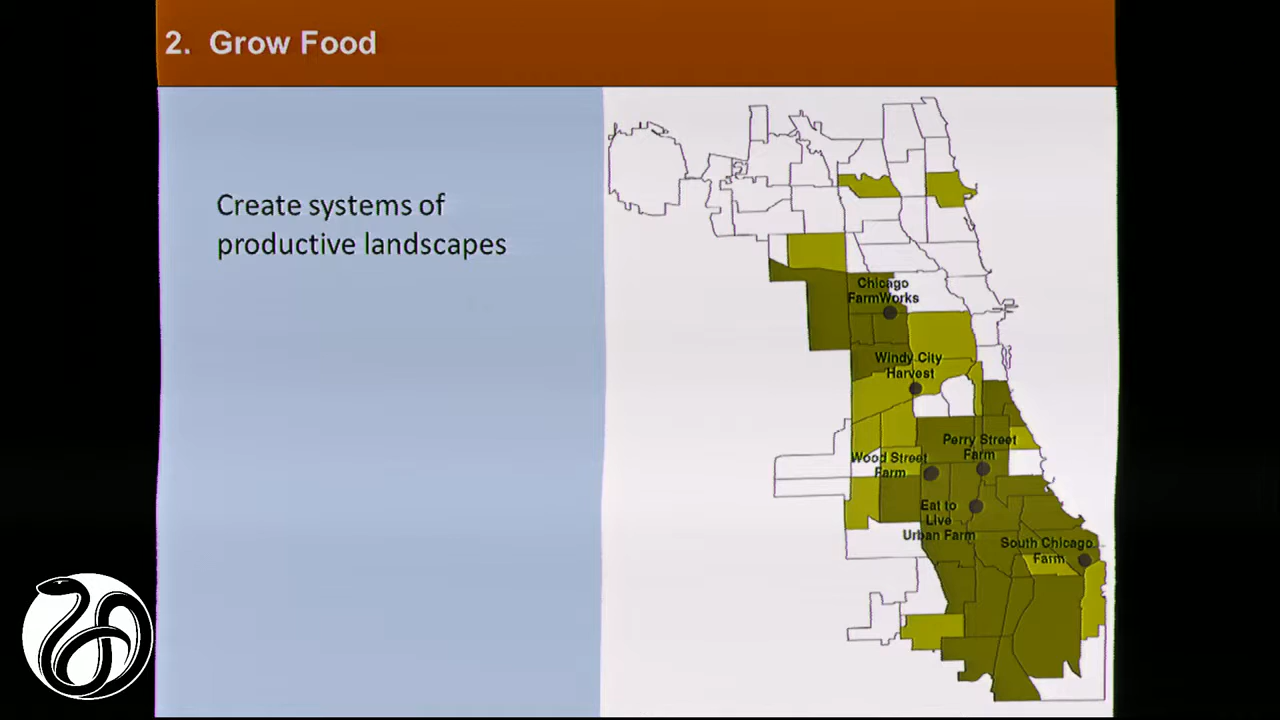 2. Grow Food
Create systems of
productive landscapes
Chicago
FarmWorks
Windy City
Harvest
Perry Street
Farm
Wood Street
Farm
Eat to
Live
Urban Farm
South Chicago
Farm